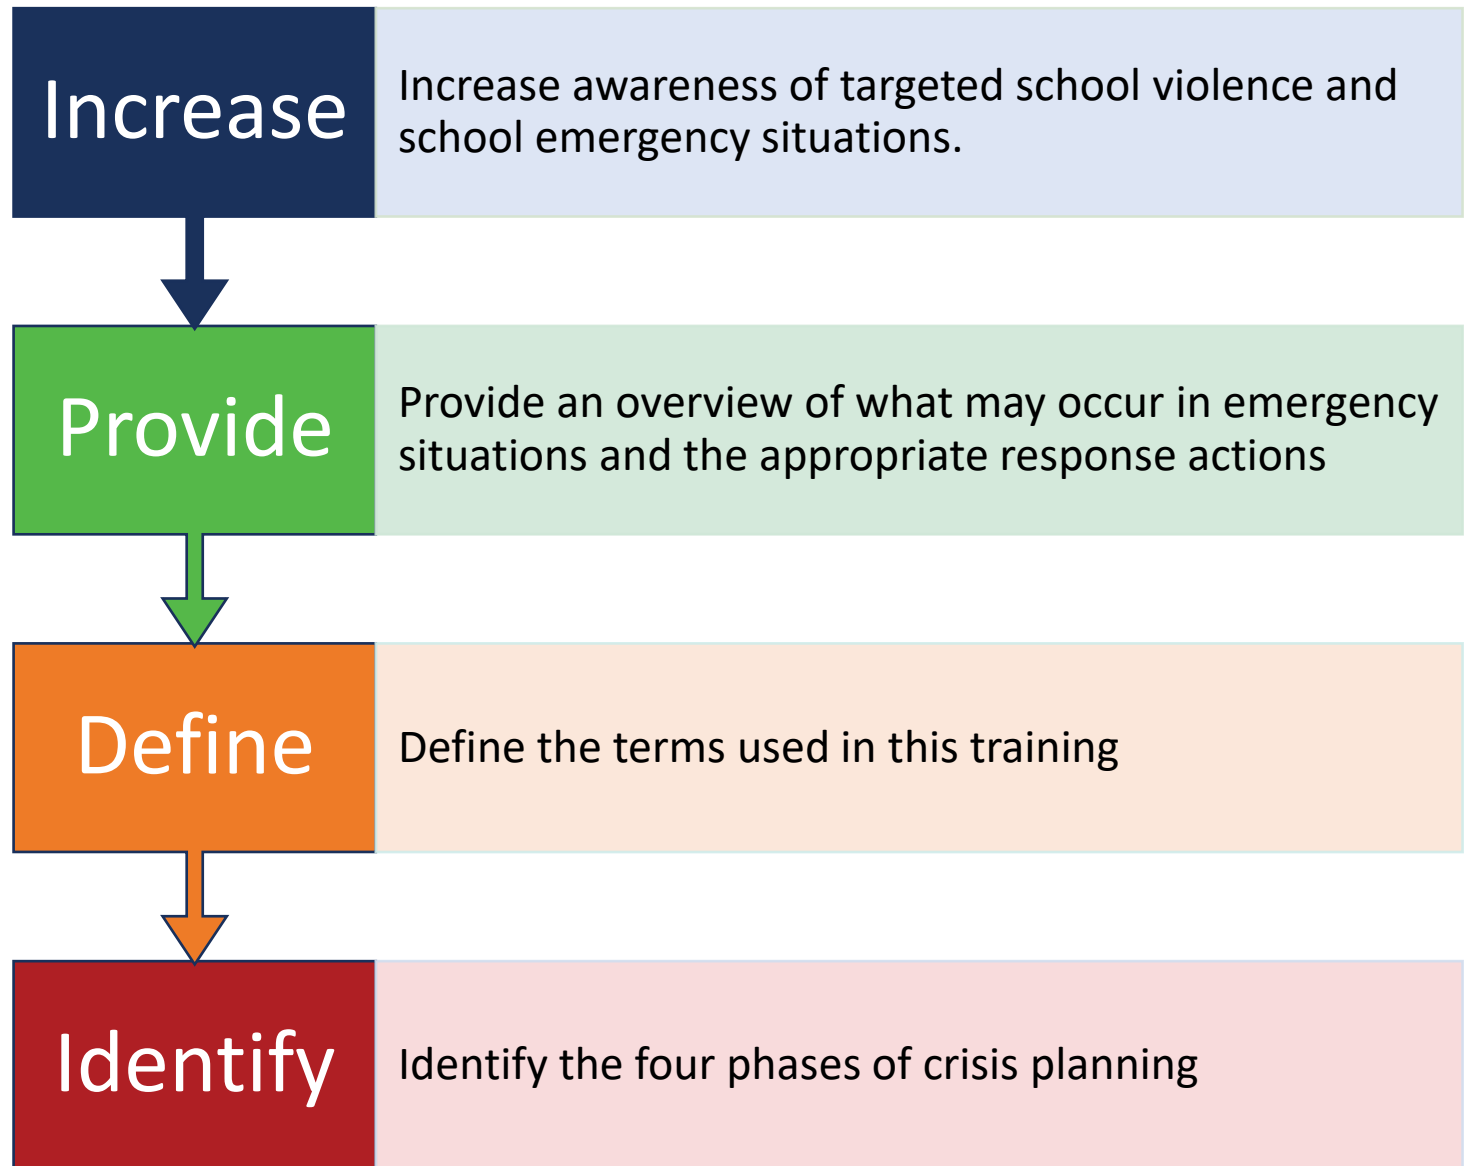 Increase
Increase awareness of targeted school violence and
school emergency situations.
Provide
Provide an overview of what may occur in emergency
situations and the appropriate response actions
Define
Define the terms used in this training
Identify
Identify the four phases of crisis planning